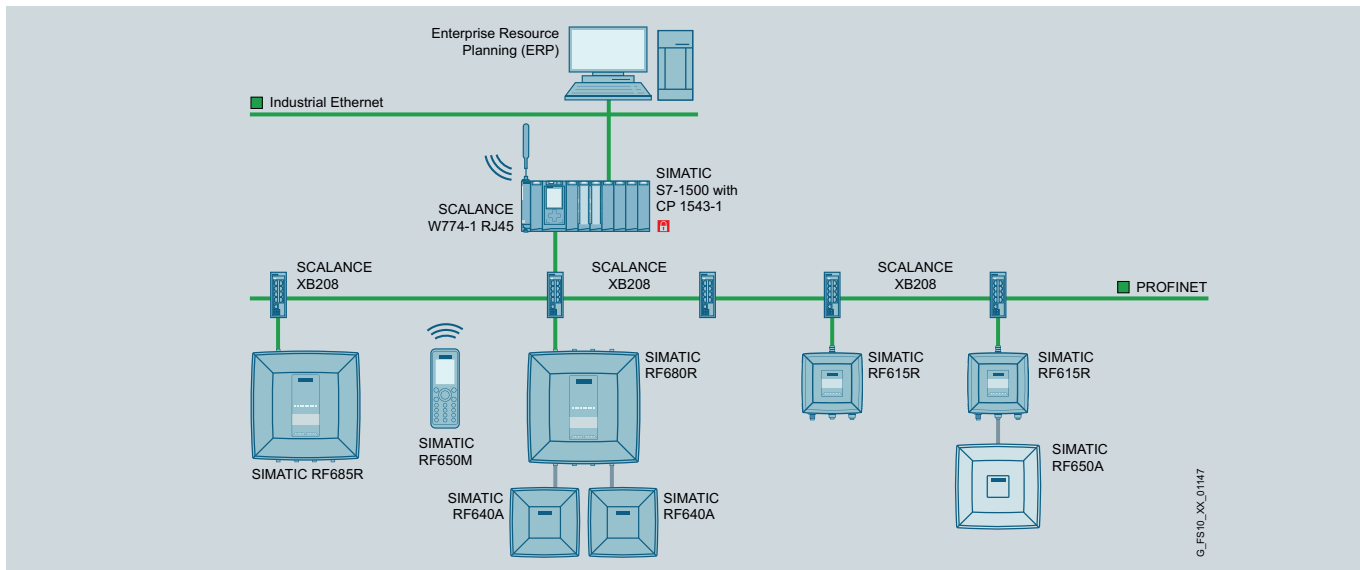 Enterprise Resource
Planning (ERP)
Industrial Ethernet
SIMATIC
S7-1500 with
CP 1543-1
SCALANCE
W774-1 RJ45
SCALANCE
XB208
SCALANCE
XB208
SCALANCE
XB208
PROFINET
SIMATIC RF685R
SIMATIC
RF650M
SIMATIC
RF680R
SIMATIC
RF615R
SIMATIC
RF615R
SIMATIC
RF640A
SIMATIC
RF640A
SIMATIC
RF650A
G_FS10_XX_01147